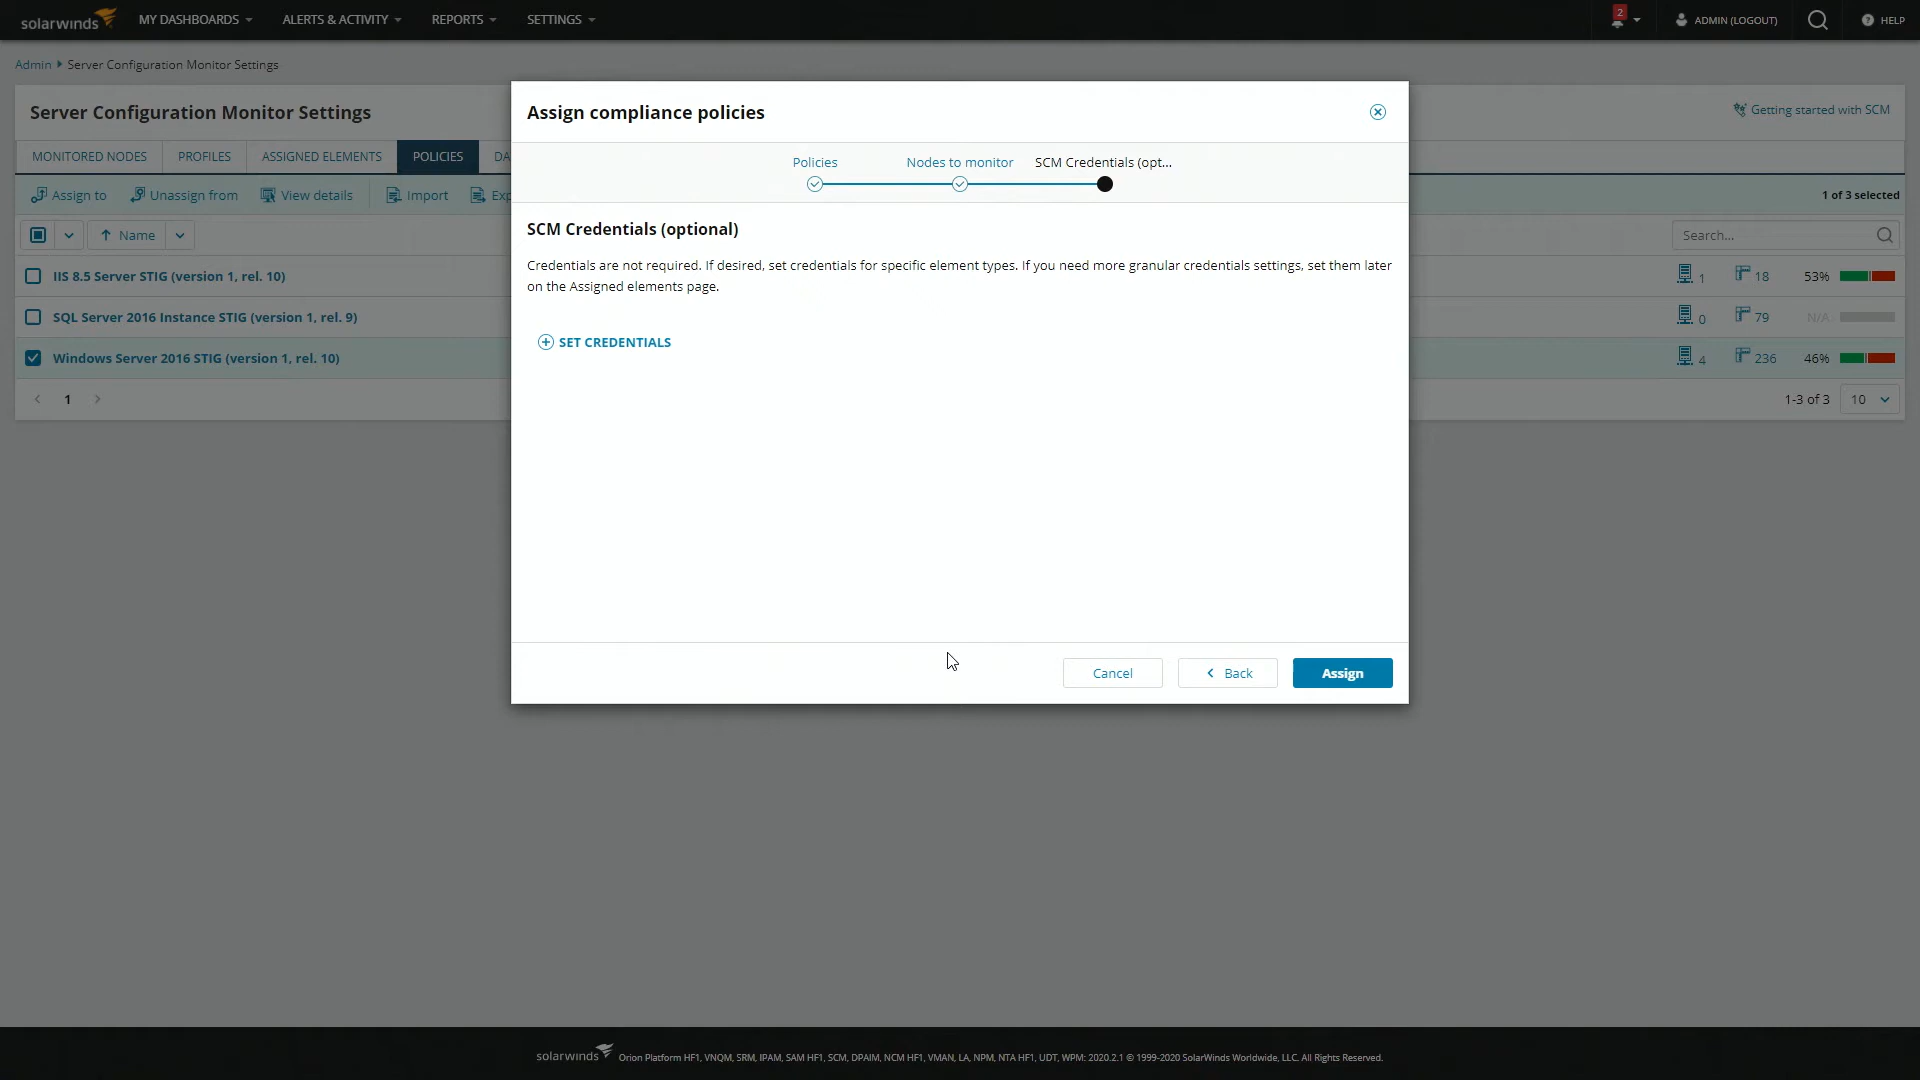 solarwinds MY DASHBOARDS ALERTS & ACTIVITY REPORTS SETTINGS 2 ADMIN (LOGOUT) HELP
Admin Server Configuration Monitor Settings
Server Configuration Monitor Settings
Getting started with SCM
MONITORED NODES PROFILES ASSIGNED ELEMENTS POLICIES DA
Assign to Unassign from View details Import Exp 1 of 3 selected
Name Search...
IIS 8.5 Server STIG (version 1, rel. 10) 1 18 53%
SQL Server 2016 Instance STIG (version 1, rel. 9) 0 79 N/A
Windows Server 2016 STIG (version 1, rel. 10) 4 236 46%
1 1-3 of 3 10
Assign compliance policies
Policies Nodes to monitor SCM Credentials (opt...
SCM Credentials (optional)
Credentials are not required. If desired, set credentials for specific element types. If you need more granular credentials settings, set them later
on the Assigned elements page.
SET CREDENTIALS
Cancel Back Assign
solarwinds Orion Platform HF1, VNQM, SRM, IPAM, SAM HF1, SCM, DPAIM, NCM HF1, VMAN, LA, NPM, NTA HF1, UDT, WPM: 2020.2.1 © 1999-2020 SolarWinds Worldwide, LLC. All Rights Reserved.